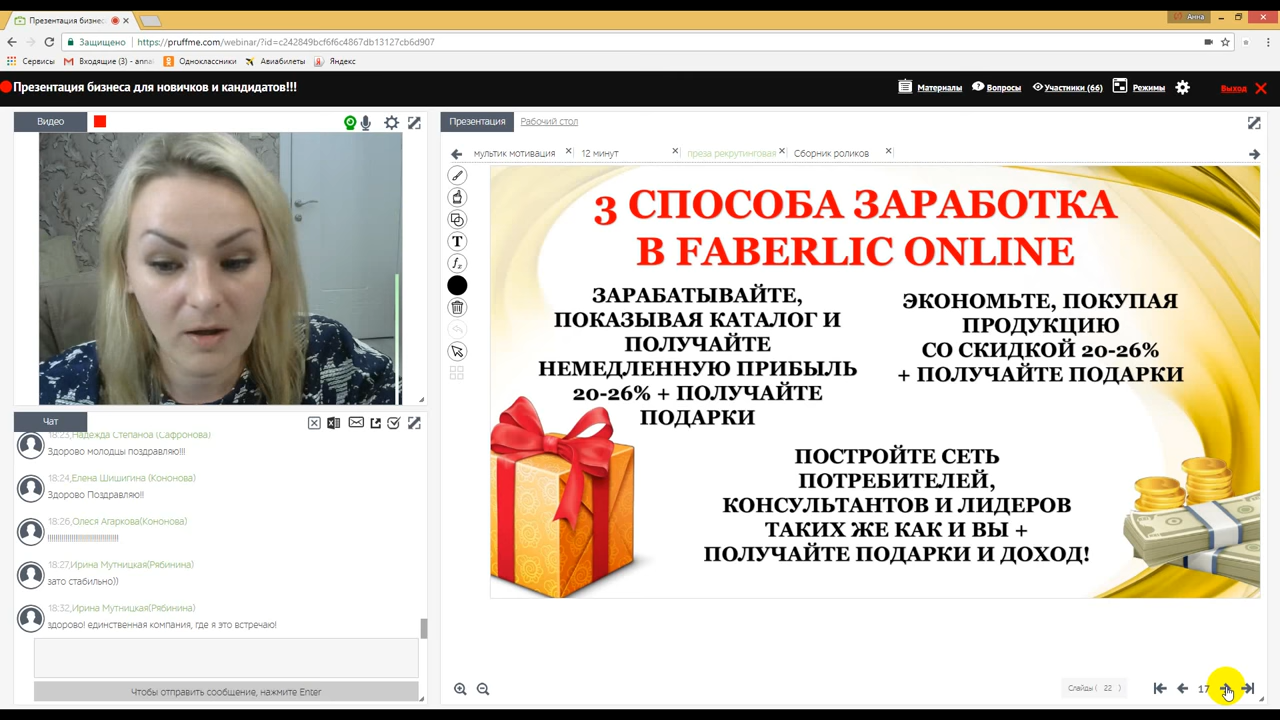 Презентация бизнес
Анна
Защищено
https://pruffme.com/webinar/?id=c242849bcf6f6c4867db13127cb6d907
Сервисы
Входящие (3) - annal
Одноклассники
Авиабилеты
Яндекс
Презентация бизнеса для новичков и кандидатов!!!
Материалы
Вопросы
Участники (66)
Режимы
Выход
Видео
Презентация
Рабочий стол
мультик мотивация
12 минут
преза рекрутинговая
Сборник роликов
3 СПОСОБА ЗАРАБОТКА
В FABERLIC ONLINE
ЗАРАБАТЫВАЙТЕ,
ПОКАЗЫВАЯ КАТАЛОГ И
ПОЛУЧАЙТЕ
НЕМЕДЛЕННУЮ ПРИБЫЛЬ
20-26% + ПОЛУЧАЙТЕ
ПОДАРКИ
ЭКОНОМЬТЕ, ПОКУПАЯ
ПРОДУКЦИЮ
СО СКИДКОЙ 20-26%
+ ПОЛУЧАЙТЕ ПОДАРКИ
ПОСТРОЙТЕ СЕТЬ
ПОТРЕБИТЕЛЕЙ,
КОНСУЛЬТАНТОВ И ЛИДЕРОВ
ТАКИХ ЖЕ КАК И ВЫ +
ПОЛУЧАЙТЕ ПОДАРКИ И ДОХОД!
Чат
18:23,Надежда Степаноа (Сафронова)
Здорово молодцы поздравляю!!!
18:24,Елена Шишигина (Кононова)
Здорово Поздравляю!!
18:26,Олеся Агаркова(Кононова)
18:27,Ирина Мутницкая(Рябинина)
зато стабильно))
18:32,Ирина Мутницкая(Рябинина)
здорово! единственная компания, где я это встречаю!
Чтобы отправить сообщение, нажмите Enter
Слайды ( 22 )
17